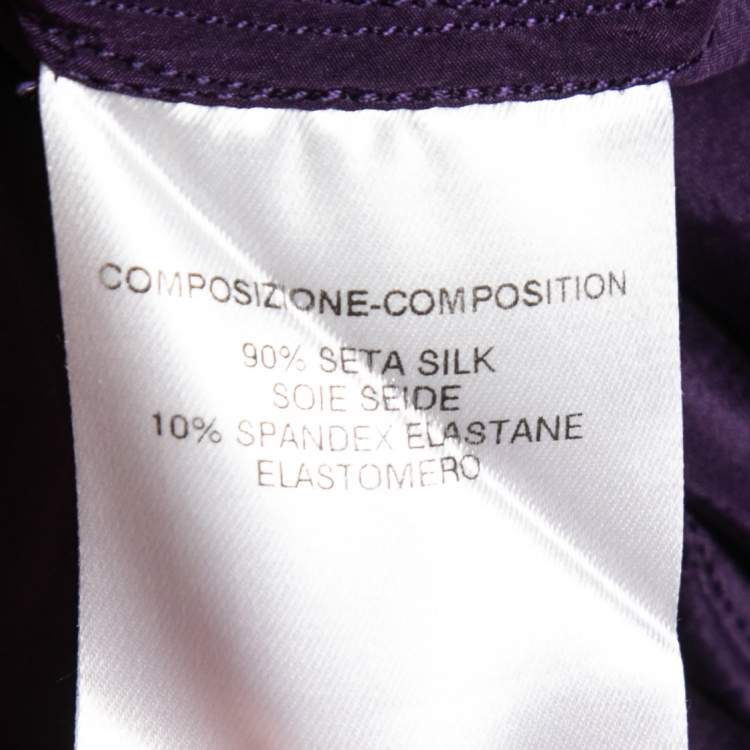 COMPOSIZIONE-COMPOSITION
90% SETA SILK
SOIE SEIDE
10% SPANDEX ELASTANE
ELASTOMERO